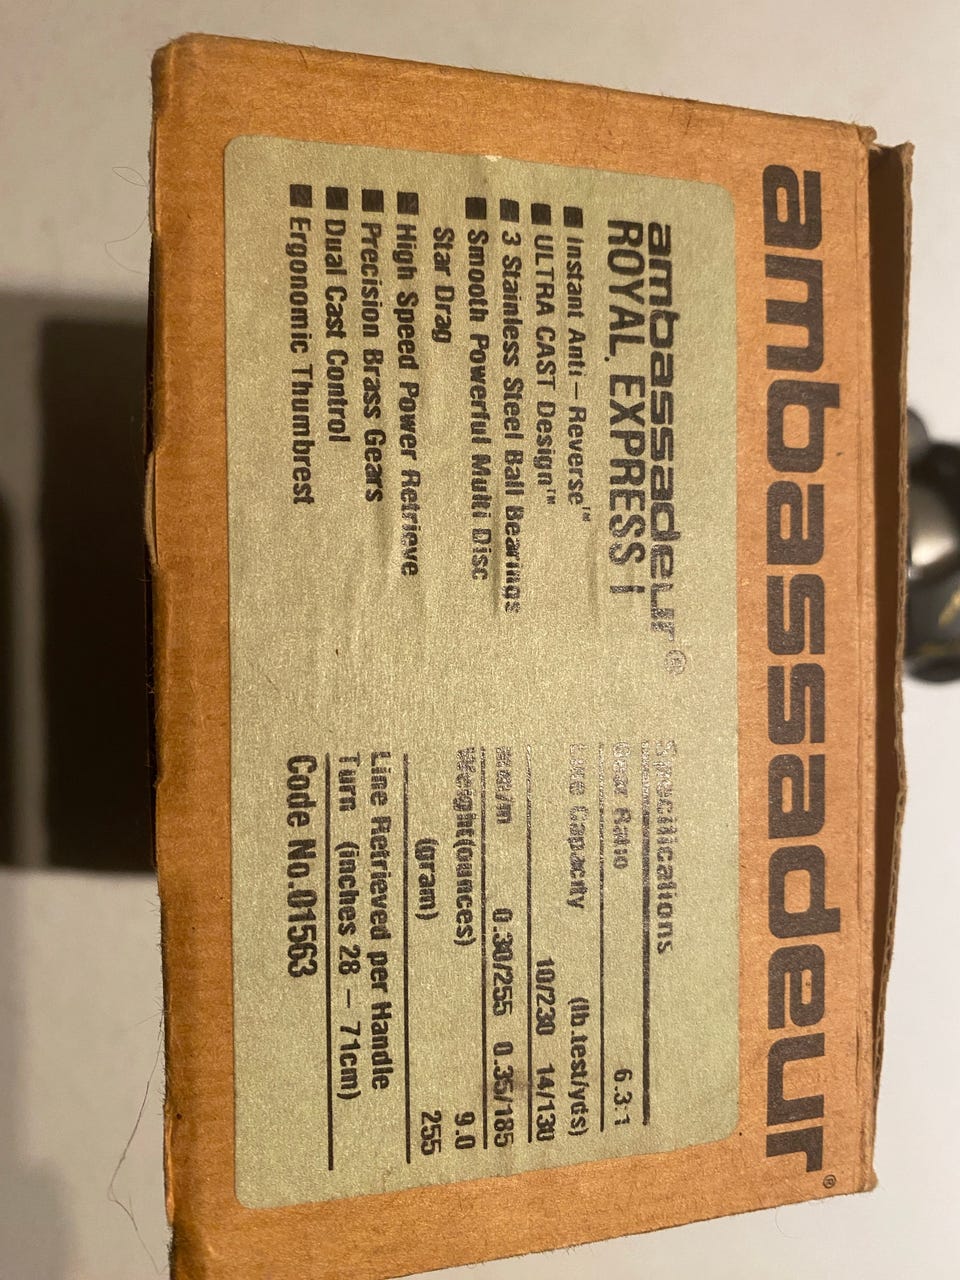 ambassadeur®
ambassadeur®
ROYAL EXPRESS I
■ Instant Anti-Reverse™
■ ULTRA CAST Design™
■ 3 Stainless Steel Ball Bearings
■ Smooth Powerful Multi Disc
Star Drag
■ High Speed Power Retrieve
■ Precision Brass Gears
■ Dual Cast Control
■ Ergonomic Thumbrest
Specifications
Gear Ratio 6.3:1
Line Capacity (lb.test/yds)
10/230 14/130
mm/m 0.30/255 0.35/185
Weight(ounces) 9.0
(gram) 255
Line Retrieved per Handle
Turn (inches 28 - 71cm)
Code No.01563